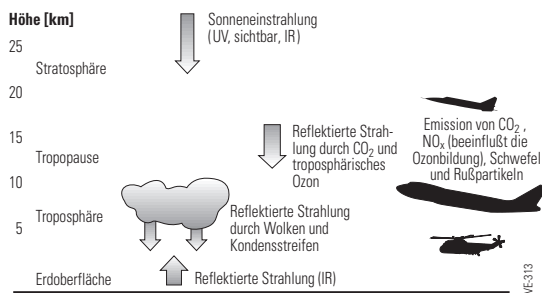 Höhe [km]
25
20
15
10
5
Stratosphäre
Tropopause
Troposphäre
Erdoberfläche
Sonneneinstrahlung
(UV, sichtbar, IR)
Reflektierte Strah-
lung durch CO2 und
troposphärisches
Ozon
Reflektierte Strahlung
durch Wolken und
Kondensstreifen
Reflektierte Strahlung (IR)
Emission von CO2 ,
NOx (beeinflußt die
Ozonbildung), Schwefel
und Rußpartikeln
VE-313